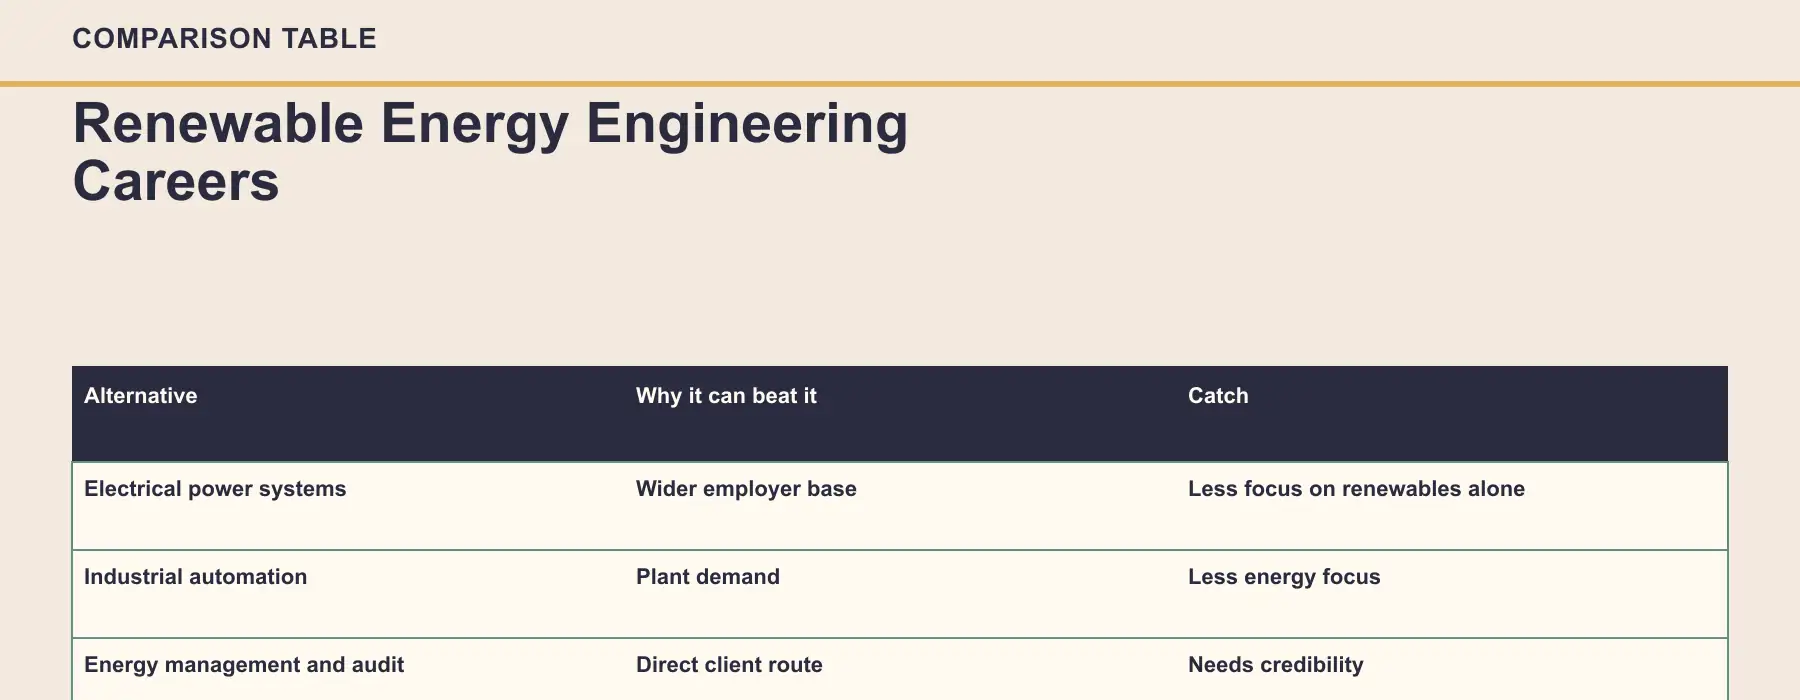 COMPARISON TABLE
Renewable Energy Engineering
Careers
Alternative Why it can beat it Catch
Electrical power systems Wider employer base Less focus on renewables alone
Industrial automation Plant demand Less energy focus
Energy management and audit Direct client route Needs credibility